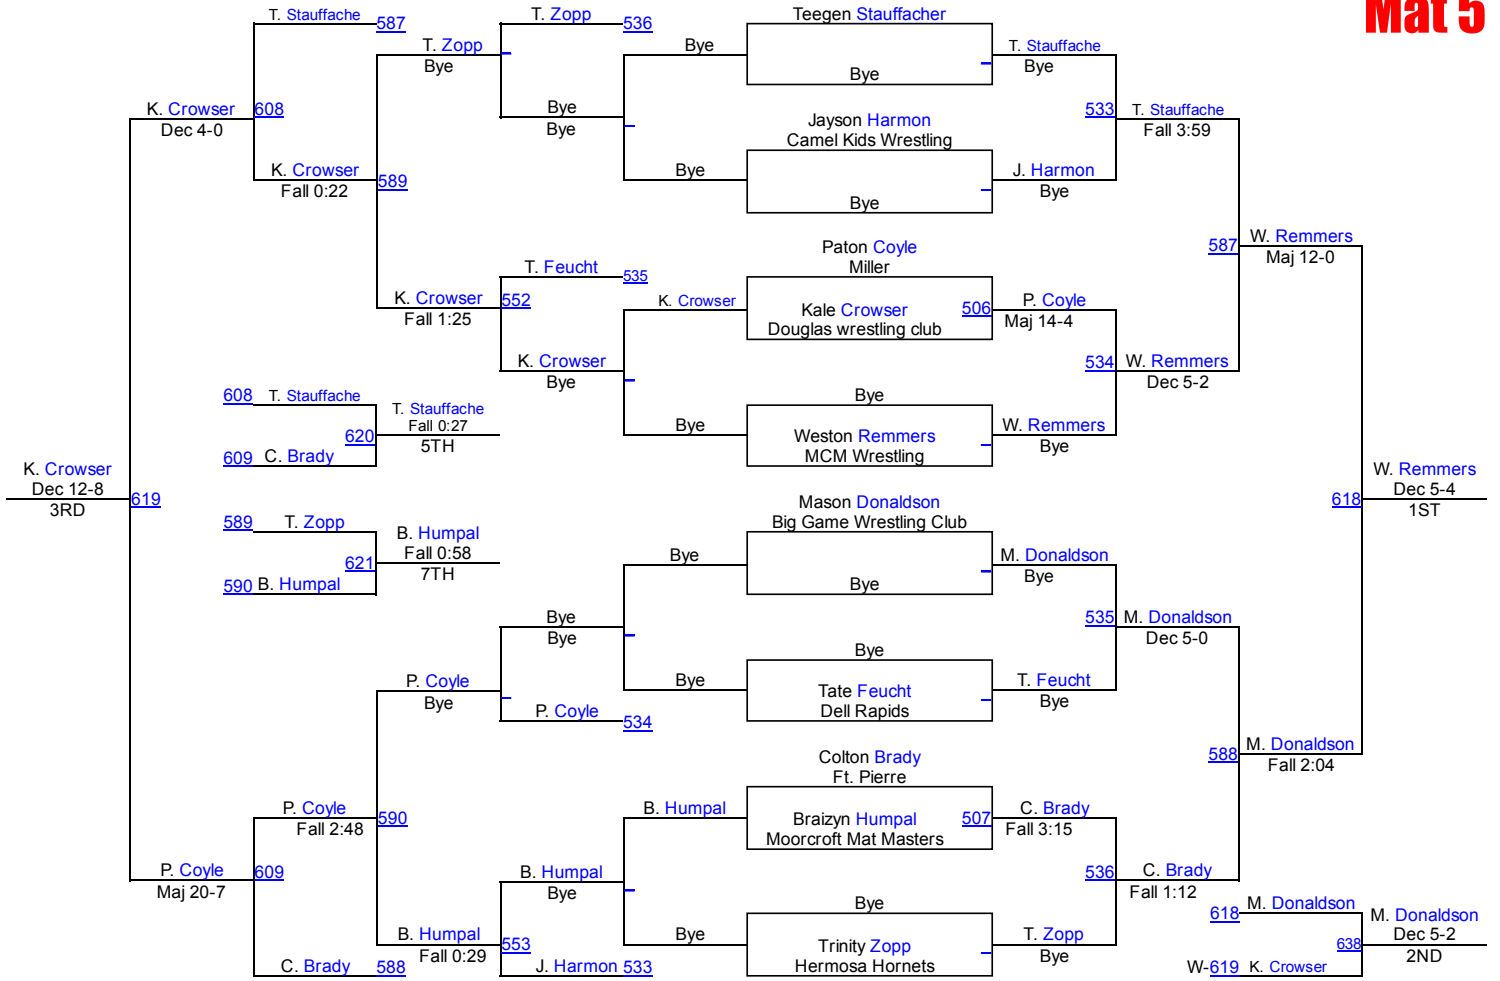 Mat 5
T. Stauffache
587
T. Zopp
536
Teegen Stauffacher
T. Zopp
Bye
Bye
Bye
T. Stauffache
Bye
K. Crowser
608
Dec 4-0
Bye
Bye
Jayson Harmon
Camel Kids Wrestling
533
T. Stauffache
Fall 3:59
K. Crowser
589
Fall 0:22
Bye
Bye
J. Harmon
Bye
Paton Coyle
Miller
587
W. Remmers
Maj 12-0
T. Feucht
535
K. Crowser
552
Fall 1:25
K. Crowser
Kale Crowser
506
Douglas wrestling club
P. Coyle
Maj 14-4
K. Crowser
Bye
534
W. Remmers
Dec 5-2
608
T. Stauffache
T. Stauffache
Fall 0:27
620
5TH
609
C. Brady
Bye
Bye
Weston Remmers
MCM Wrestling
W. Remmers
Bye
K. Crowser
Dec 12-8
619
3RD
W. Remmers
Dec 5-4
618
1ST
589
T. Zopp
B. Humpal
Fall 0:58
621
7TH
590
B. Humpal
Mason Donaldson
Big Game Wrestling Club
Bye
Bye
M. Donaldson
Bye
Bye
Bye
535
M. Donaldson
Dec 5-0
P. Coyle
Bye
Bye
Bye
Tate Feucht
Dell Rapids
T. Feucht
Bye
P. Coyle
534
Colton Brady
Ft. Pierre
588
M. Donaldson
Fall 2:04
P. Coyle
590
Fall 2:48
B. Humpal
Braizyn Humpal
507
Moorcroft Mat Masters
C. Brady
Fall 3:15
P. Coyle
609
Maj 20-7
B. Humpal
Bye
536
C. Brady
Fall 1:12
B. Humpal
553
Fall 0:29
Bye
Bye
Trinity Zopp
Hermosa Hornets
T. Zopp
Bye
C. Brady
588
J. Harmon
533
618
M. Donaldson
M. Donaldson
Dec 5-2
638
2ND
W-619
K. Crowser